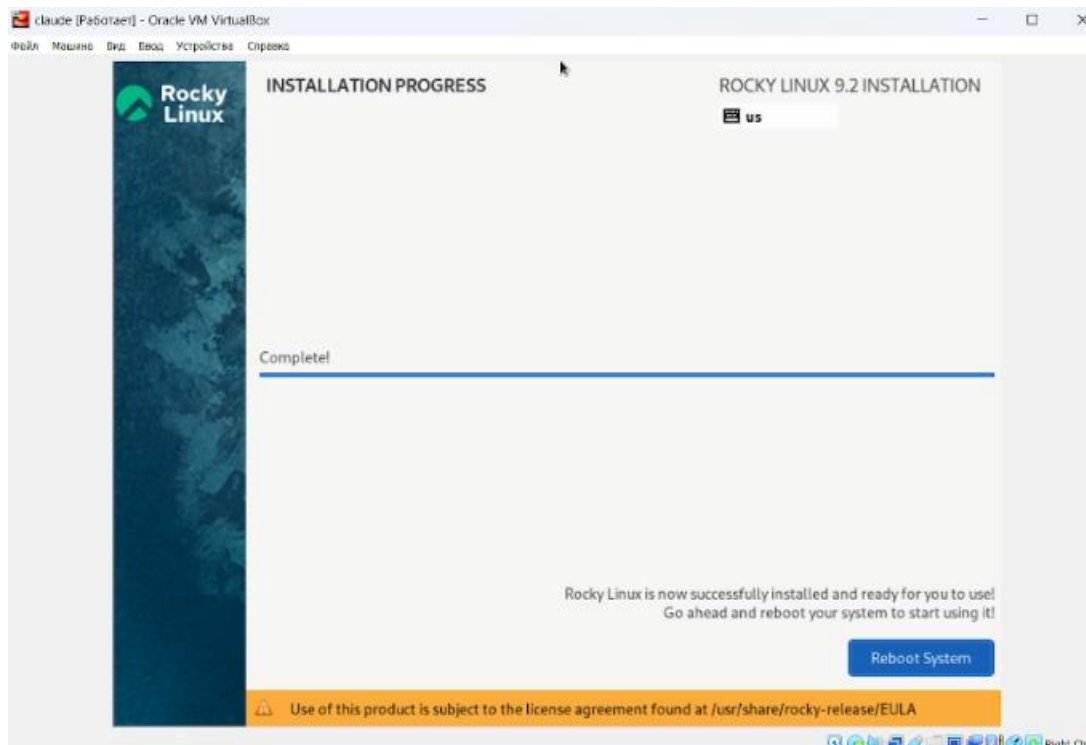 claude [Работает] - Oracle VM VirtualBox
Файл Машина Вид Ввод Устройства Справка
Rocky
Linux
INSTALLATION PROGRESS
ROCKY LINUX 9.2 INSTALLATION
us
Complete!
Rocky Linux is now successfully installed and ready for you to use!
Go ahead and reboot your system to start using it!
Reboot System
Use of this product is subject to the license agreement found at /usr/share/rocky-release/EULA